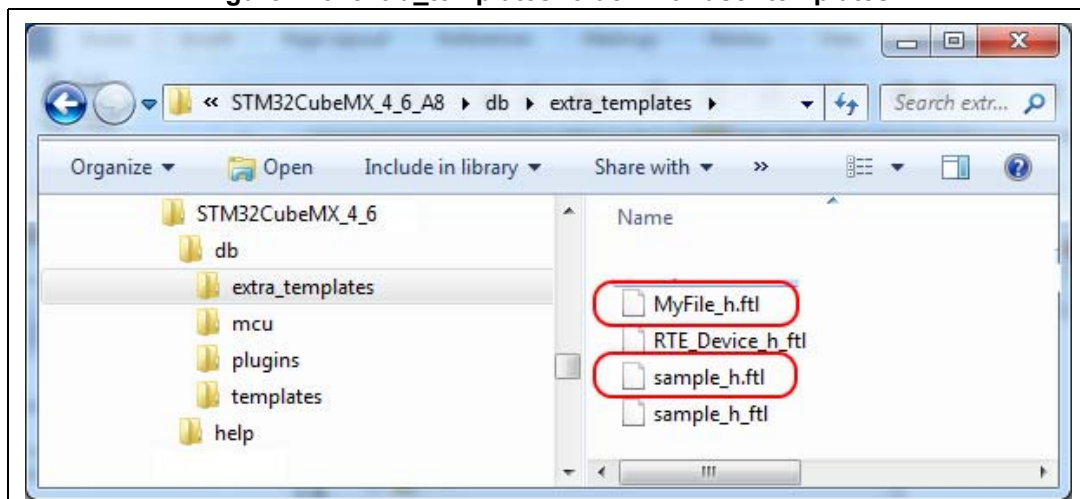 « STM32CubeMX_4_6_A8 ▸ db ▸ extra_templates ▸
Search extr...
Organize ▾ Open Include in library ▾ Share with ▾ »
STM32CubeMX_4_6
db
extra_templates
mcu
plugins
templates
help
Name
MyFile_h.ftl
RTE_Device_h_ftl
sample_h.ftl
sample_h_ftl